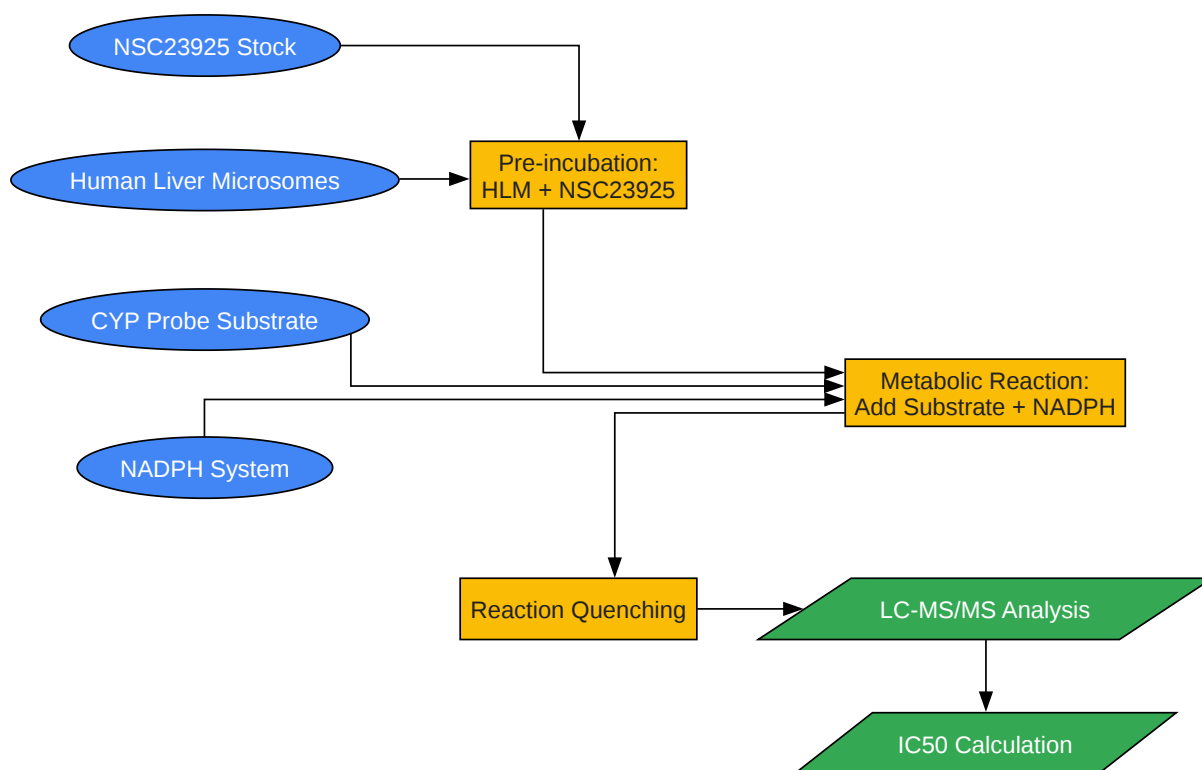 NSC23925 Stock
Human Liver Microsomes
Pre-incubation:
HLM + NSC23925
CYP Probe Substrate
NADPH System
Metabolic Reaction:
Add Substrate + NADPH
Reaction Quenching
LC-MS/MS Analysis
IC50 Calculation